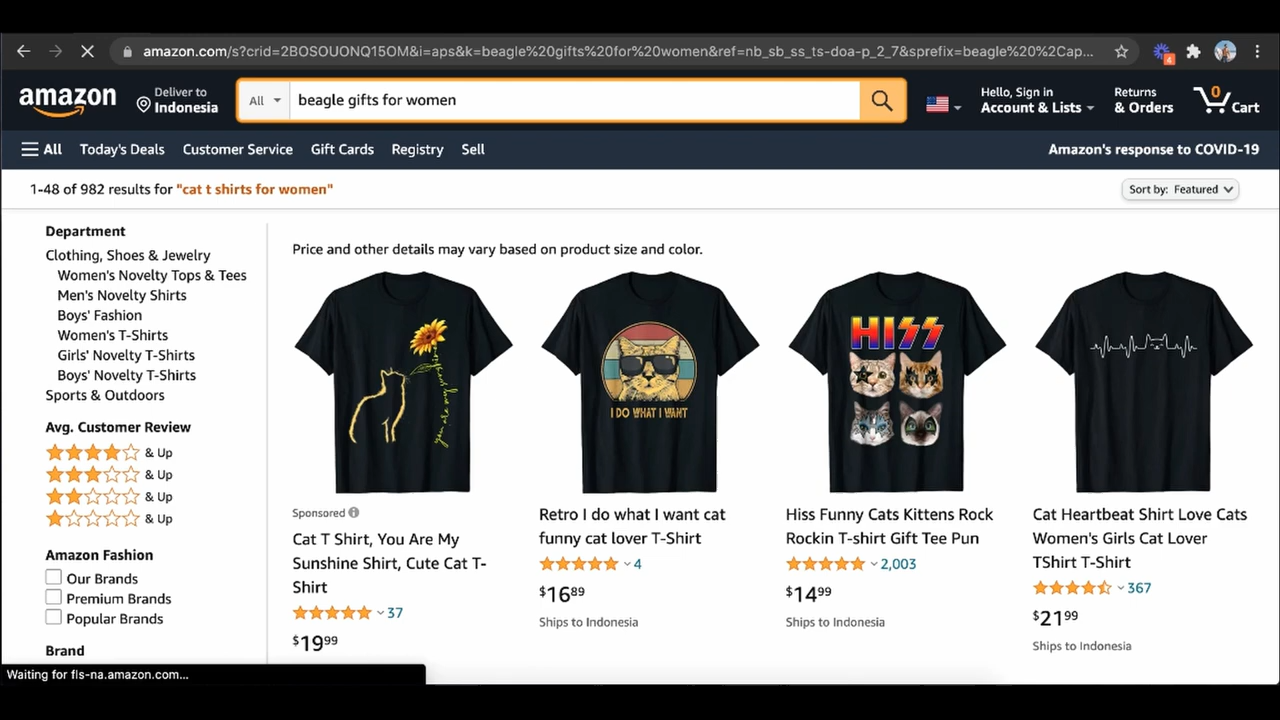 amazon.com/s?crid=2BOSOUONQ15OM&i=aps&k=beagle%20gifts%20for%20women&ref=nb_sb_ss_ts-doa-p_2_7&sprefix=beagle%20%2Cap...
4
amazon
Deliver to
Indonesia
All
beagle gifts for women
Hello, Sign in
Account & Lists
Returns
& Orders
0
Cart
All
Today's Deals
Customer Service
Gift Cards
Registry
Sell
Amazon's response to COVID-19
1-48 of 982 results for "cat t shirts for women"
Sort by: Featured
Department
Clothing, Shoes & Jewelry
Women's Novelty Tops & Tees
Men's Novelty Shirts
Boys' Fashion
Women's T-Shirts
Girls' Novelty T-Shirts
Boys' Novelty T-Shirts
Sports & Outdoors
Avg. Customer Review
& Up
& Up
& Up
& Up
Amazon Fashion
Our Brands
Premium Brands
Popular Brands
Brand
Price and other details may vary based on product size and color.
Sponsored
Cat T Shirt, You Are My
Sunshine Shirt, Cute Cat T-
Shirt
37
$19.99
I DO WHAT I WANT
Retro I do what I want cat
funny cat lover T-Shirt
4
$16.89
Ships to Indonesia
HISS
Hiss Funny Cats Kittens Rock
Rockin T-shirt Gift Tee Pun
2,003
$14.99
Ships to Indonesia
Cat Heartbeat Shirt Love Cats
Women's Girls Cat Lover
TShirt T-Shirt
367
$21.99
Ships to Indonesia
Waiting for fls-na.amazon.com...